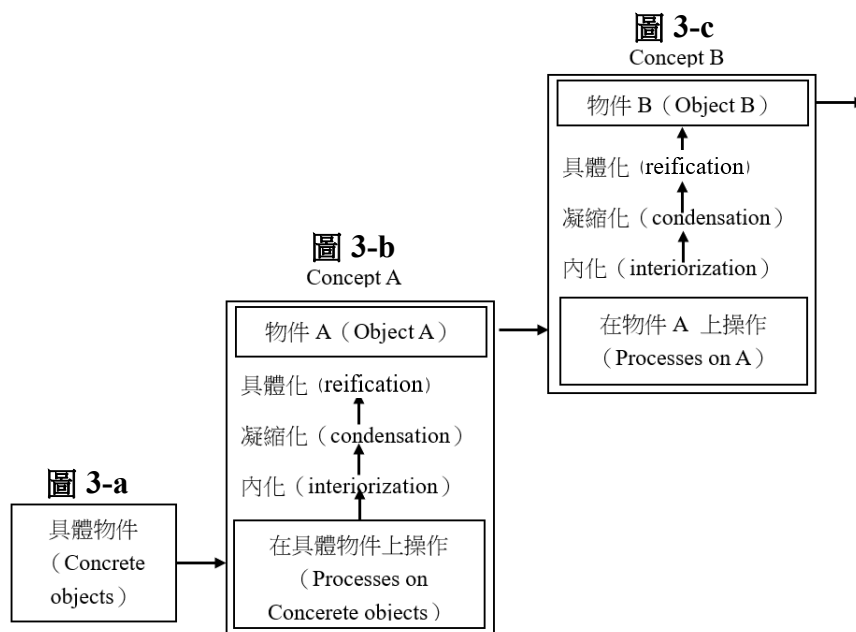 圖 3-c
Concept B
物件 B（Object B）
具體化 (reification)
凝縮化（condensation）
內化（interiorization）
在物件 A 上操作
（Processes on A）
圖 3-b
Concept A
物件 A（Object A）
具體化 (reification)
凝縮化（condensation）
內化（interiorization）
在具體物件上操作
（Processes on
Concerete objects）
圖 3-a
具體物件
（Concrete
objects）